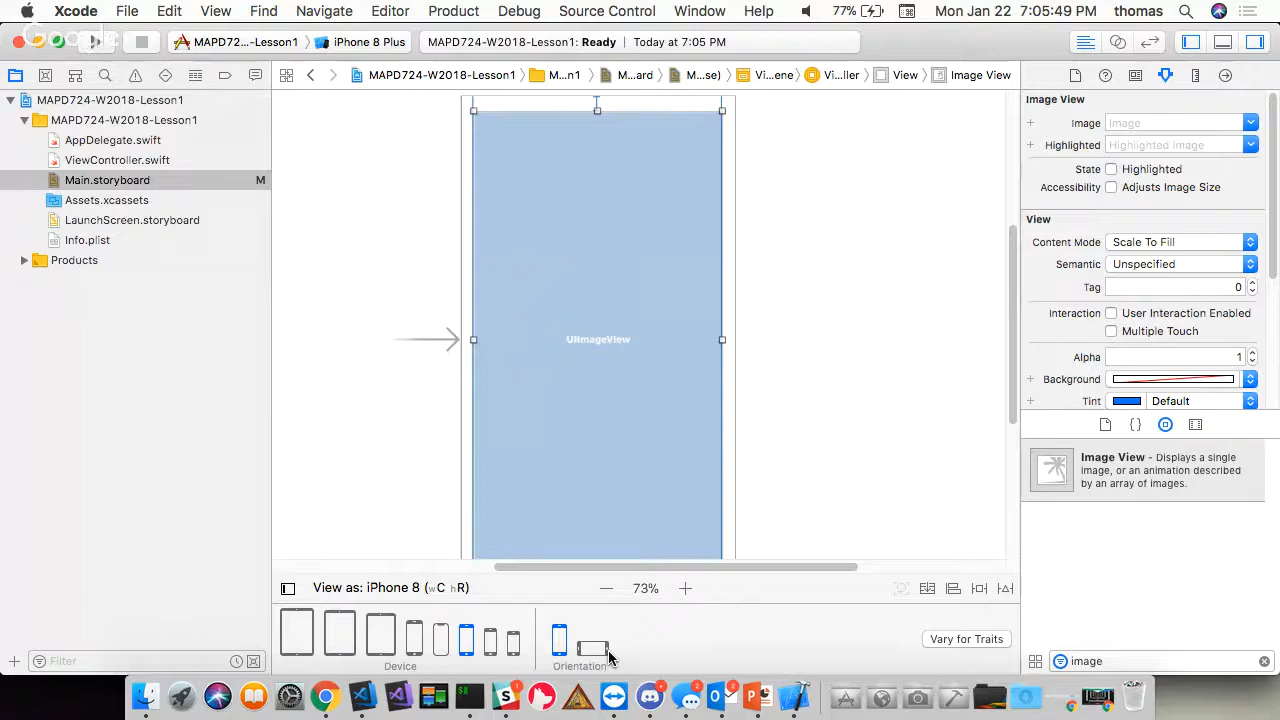 Xcode File Edit View Find Navigate Editor Product Debug Source Control Window Help 77% Mon Jan 22 7:05:49 PM thomas
Google
MAPD72...-Lesson1 iPhone 8 Plus MAPD724-W2018-Lesson1: Ready Today at 7:05 PM
MAPD724-W2018-Lesson1 M...n1 M...ard M...se) Vi...ne Vi...ller View Image View
MAPD724-W2018-Lesson1
MAPD724-W2018-Lesson1
AppDelegate.swift
ViewController.swift
Main.storyboard M
Assets.xcassets
LaunchScreen.storyboard
Info.plist
Products
Filter
UIImageView
View as: iPhone 8 (wC hR) 73%
Device
Orientation
Vary for Traits
Image View
Image Image
Highlighted Highlighted Image
State Highlighted
Accessibility Adjusts Image Size
View
Content Mode Scale To Fill
Semantic Unspecified
Tag 0
Interaction User Interaction Enabled
Multiple Touch
Alpha 1
Background
Tint Default
Image View - Displays a single
image, or an animation described
by an array of images.
image